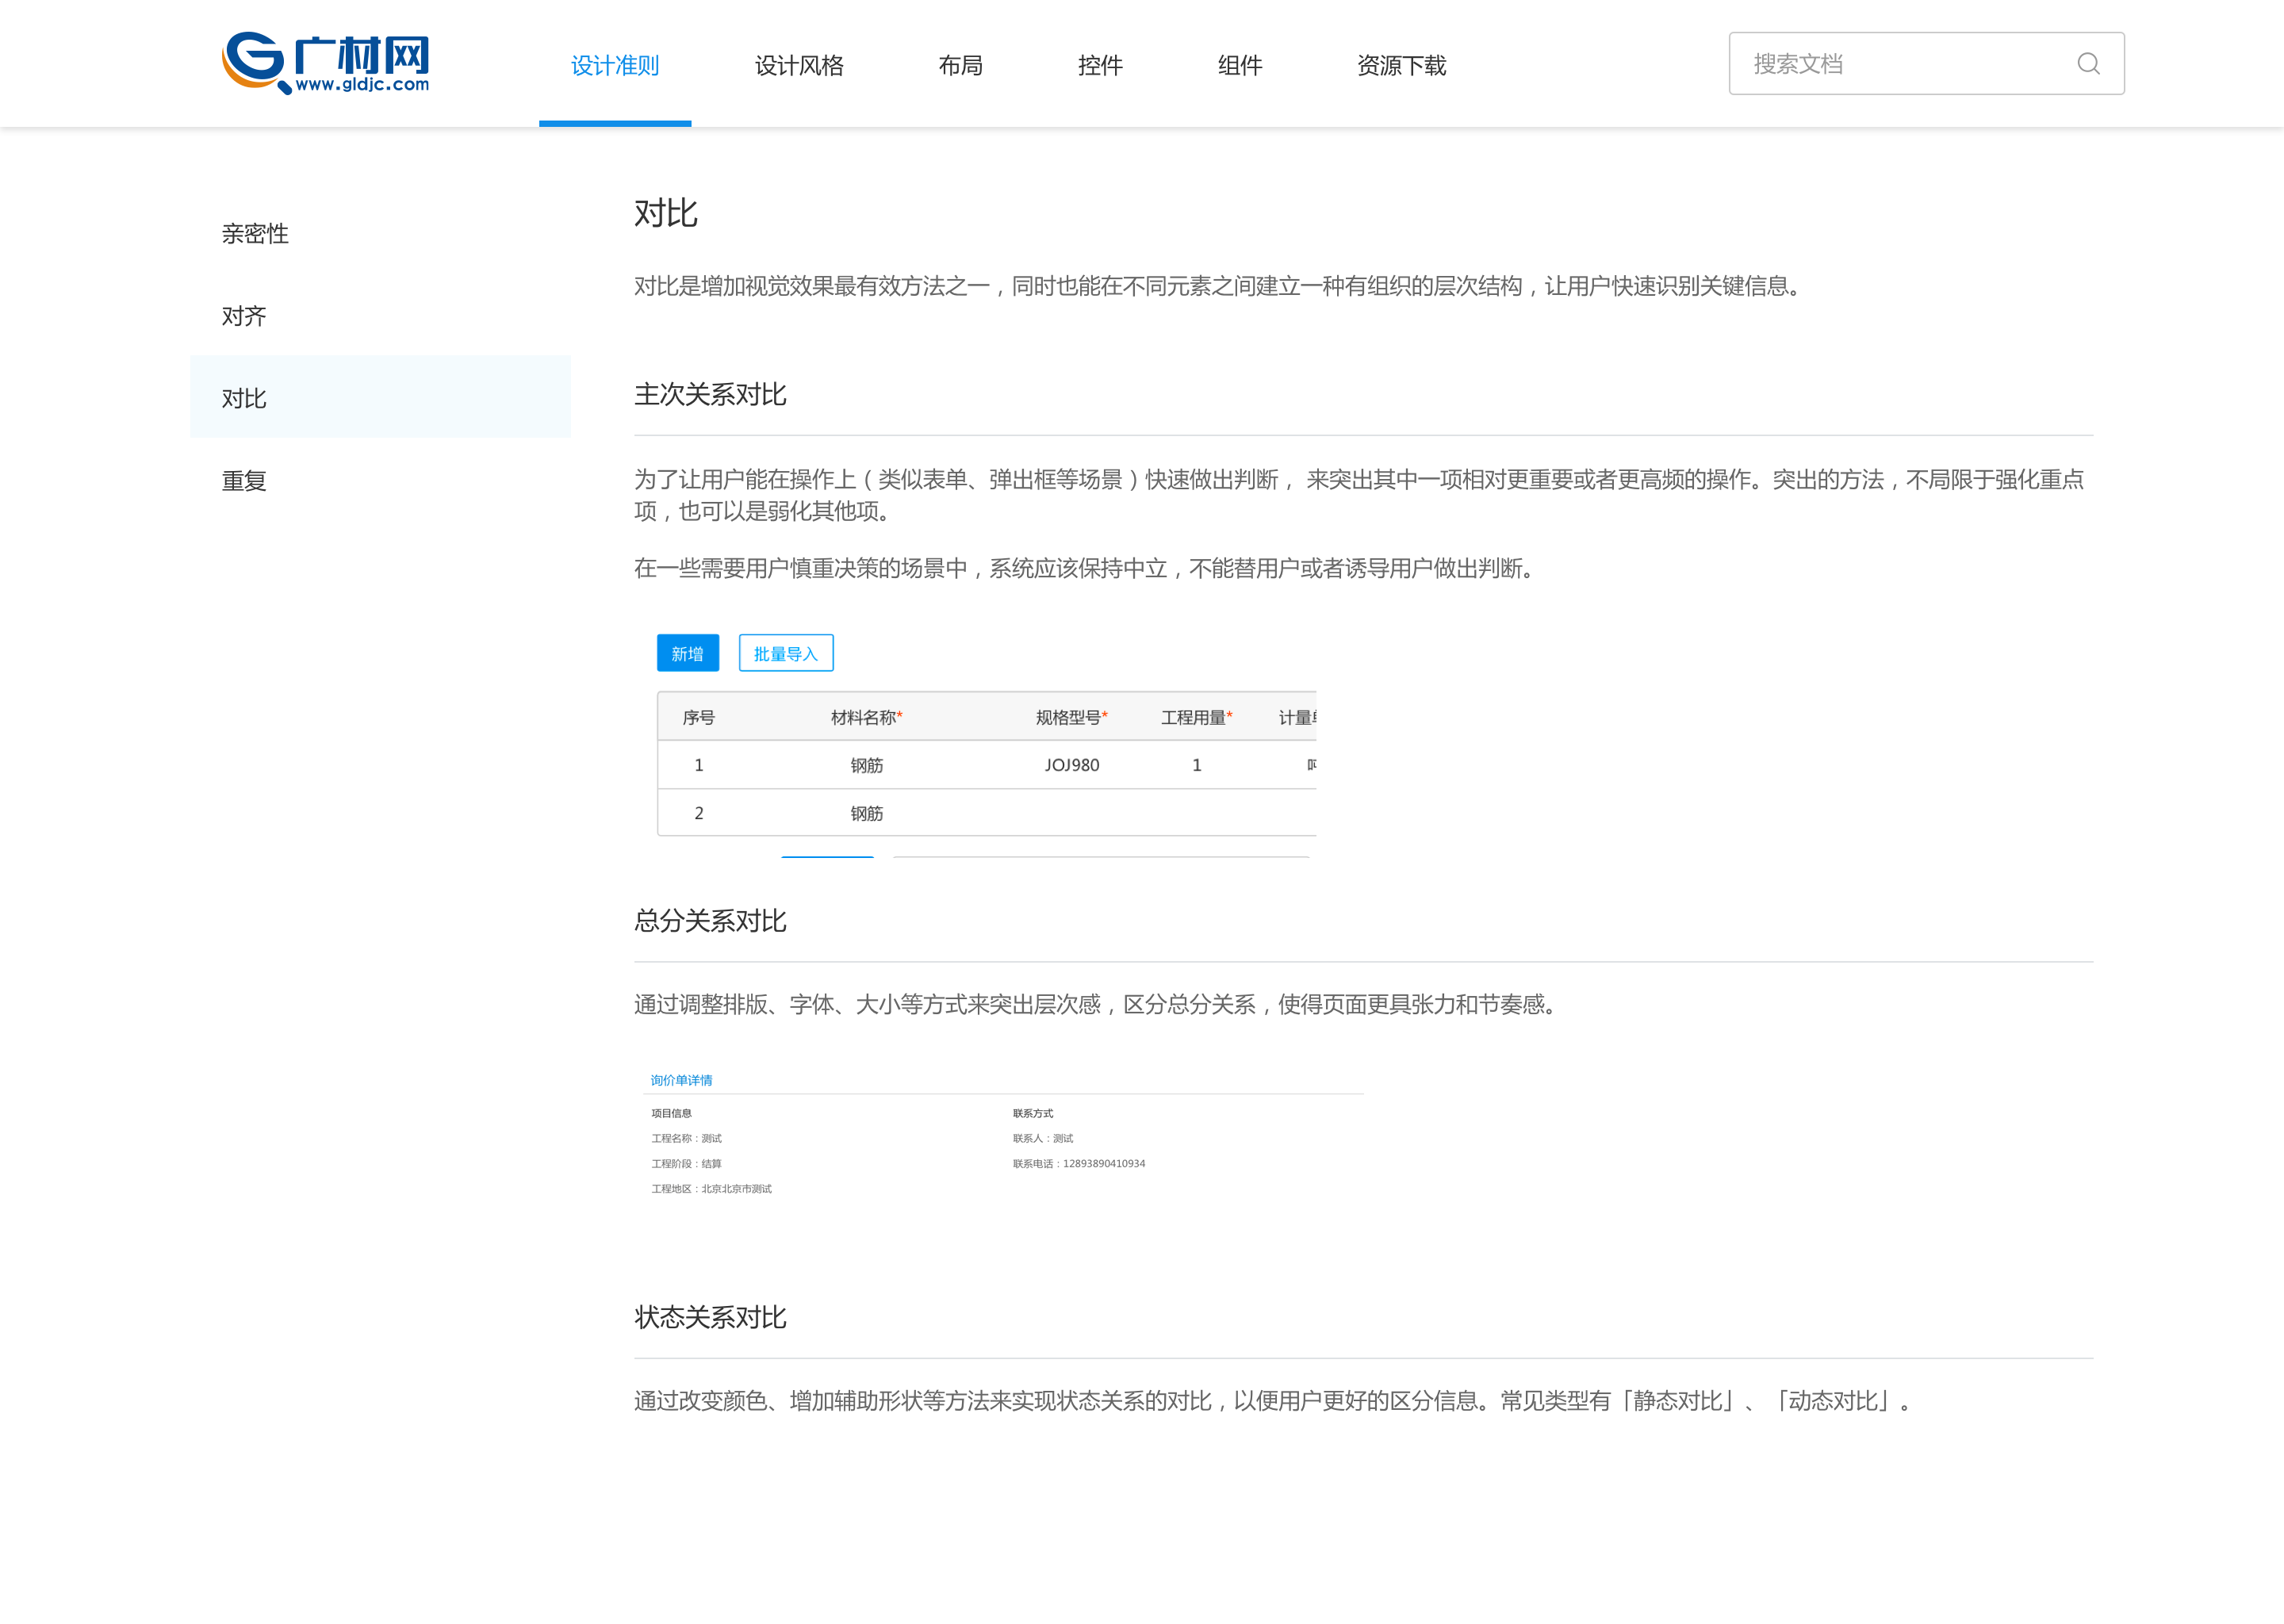 广材网
www.gldjc.com
设计准则 设计风格 布局 控件 组件 资源下载
搜索文档
亲密性
对齐
对比
重复
对比
对比是增加视觉效果最有效方法之一，同时也能在不同元素之间建立一种有组织的层次结构，让用户快速识别关键信息。
主次关系对比
为了让用户能在操作上（类似表单、弹出框等场景）快速做出判断， 来突出其中一项相对更重要或者更高频的操作。突出的方法，不局限于强化重点
项，也可以是弱化其他项。
在一些需要用户慎重决策的场景中，系统应该保持中立，不能替用户或者诱导用户做出判断。
新增 批量导入
序号 材料名称* 规格型号* 工程用量* 计量
1 钢筋 JOJ980 1
2 钢筋
总分关系对比
通过调整排版、字体、大小等方式来突出层次感，区分总分关系，使得页面更具张力和节奏感。
询价单详情
项目信息 联系方式
工程名称：测试 联系人：测试
工程阶段：结算 联系电话：12893890410934
工程地区：北京北京市测试
状态关系对比
通过改变颜色、增加辅助形状等方法来实现状态关系的对比，以便用户更好的区分信息。常见类型有「静态对比」、「动态对比」。